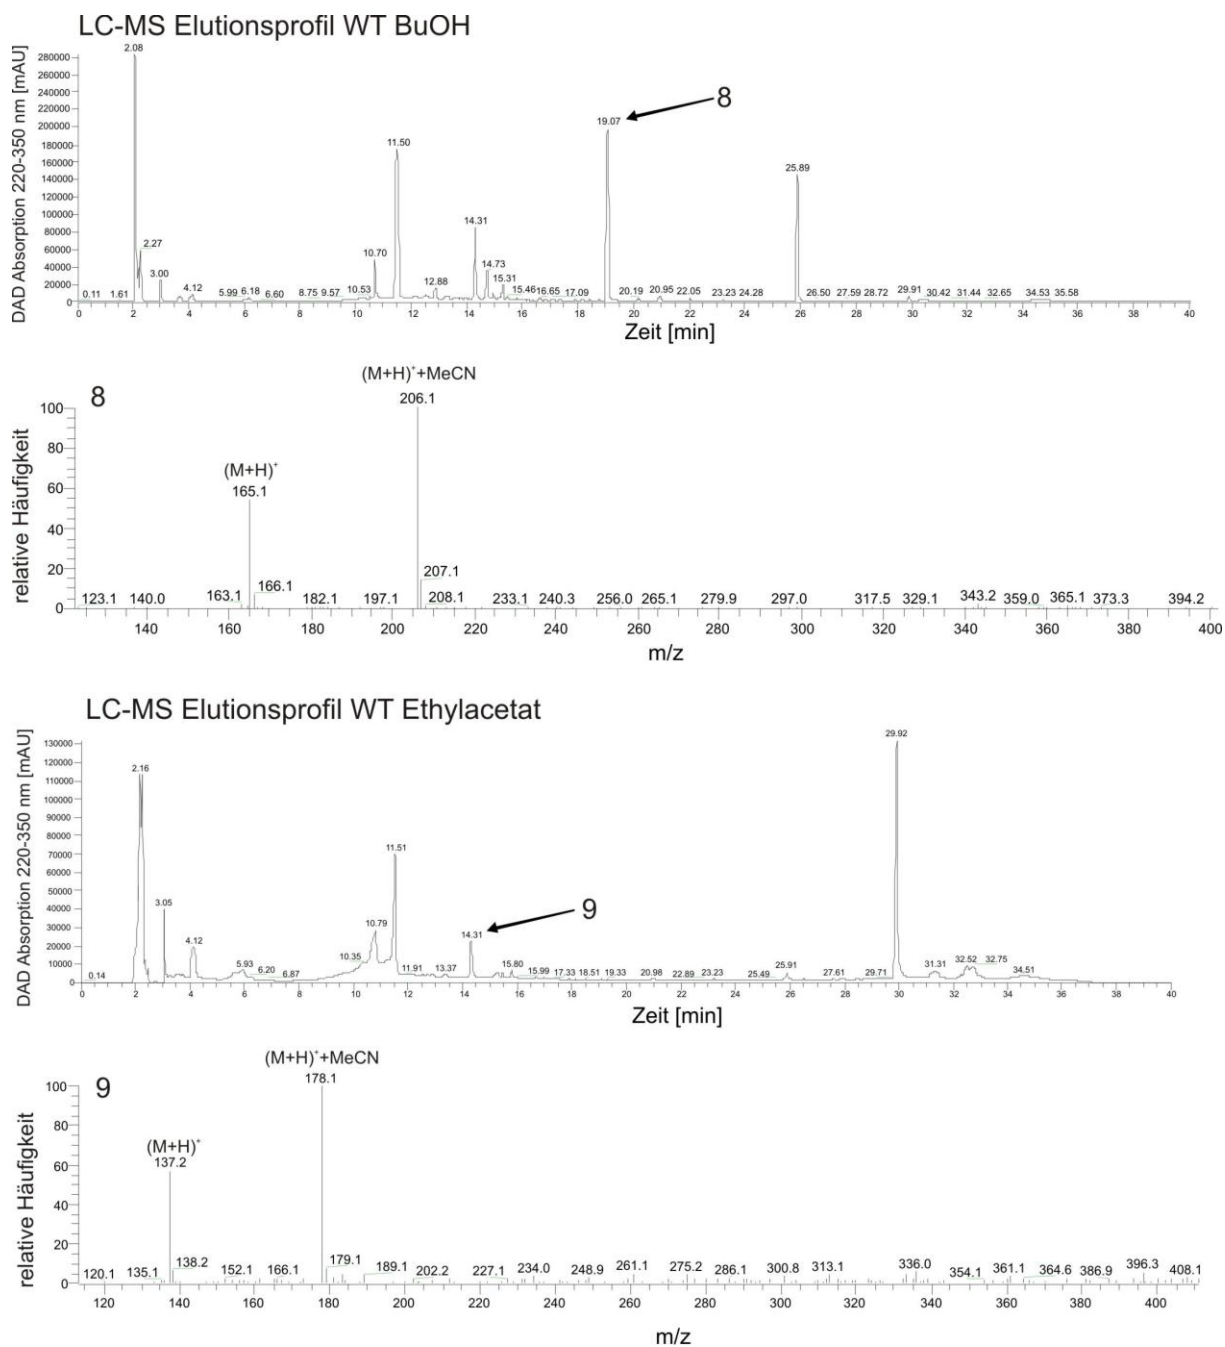 LC-MS Elutionsprofil WT BuOH
DAD Absorption 220-350 nm [mAU]
280000
260000
240000
220000
200000
180000
160000
140000
120000
100000
80000
60000
40000
20000
0
2.08
2.27
3.00
0.11 1.61 4.12 5.99 6.18 6.60 8.75 9.57 10.53 10.70 11.50 12.88 14.31 14.73 15.31 15.46 16.65 17.09 19.07 20.19 20.95 22.05 23.23 24.28 25.89 26.50 27.59 28.72 29.91 30.42 31.44 32.65 34.53 35.58
8
0 2 4 6 8 10 12 14 16 18 20 22 24 26 28 30 32 34 36 38 40
Zeit [min]
8
relative Häufigkeit
100
80
60
40
20
0
(M+H)⁺+MeCN
206.1
(M+H)⁺
165.1
123.1 140.0 163.1 166.1 182.1 197.1 207.1 208.1 233.1 240.3 256.0 265.1 279.9 297.0 317.5 329.1 343.2 359.0 365.1 373.3 394.2
140 160 180 200 220 240 260 280 300 320 340 360 380 400
m/z
LC-MS Elutionsprofil WT Ethylacetat
DAD Absorption 220-350 nm [mAU]
130000
120000
110000
100000
90000
80000
70000
60000
50000
40000
30000
20000
10000
0
0.14 2.16 3.05 4.12 5.93 6.20 6.87 10.35 10.79 11.51 11.91 13.37 14.31 15.80 15.99 17.33 18.51 19.33 20.98 22.89 23.23 25.49 25.91 27.61 29.71 29.92 31.31 32.52 32.75 34.51
9
0 2 4 6 8 10 12 14 16 18 20 22 24 26 28 30 32 34 36 38 40
Zeit [min]
9
relative Häufigkeit
100
80
60
40
20
0
(M+H)⁺+MeCN
178.1
(M+H)⁺
137.2
120.1 135.1 138.2 152.1 166.1 179.1 189.1 202.2 227.1 234.0 248.9 261.1 275.2 286.1 300.8 313.1 336.0 354.1 361.1 364.6 386.9 396.3 408.1
120 140 160 180 200 220 240 260 280 300 320 340 360 380 400
m/z